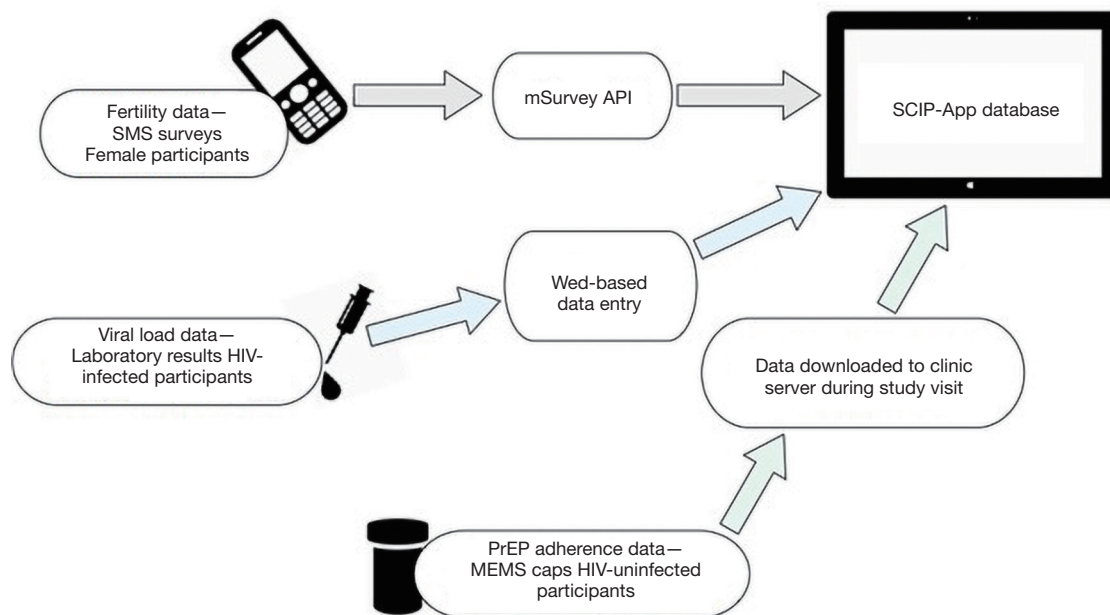 Fertility data—
SMS surveys
Female participants
mSurvey API
SCIP-App database
Viral load data—
Laboratory results HIV-
infected participants
Wed-based
data entry
Data downloaded to clinic
server during study visit
PrEP adherence data—
MEMS caps HIV-uninfected
participants